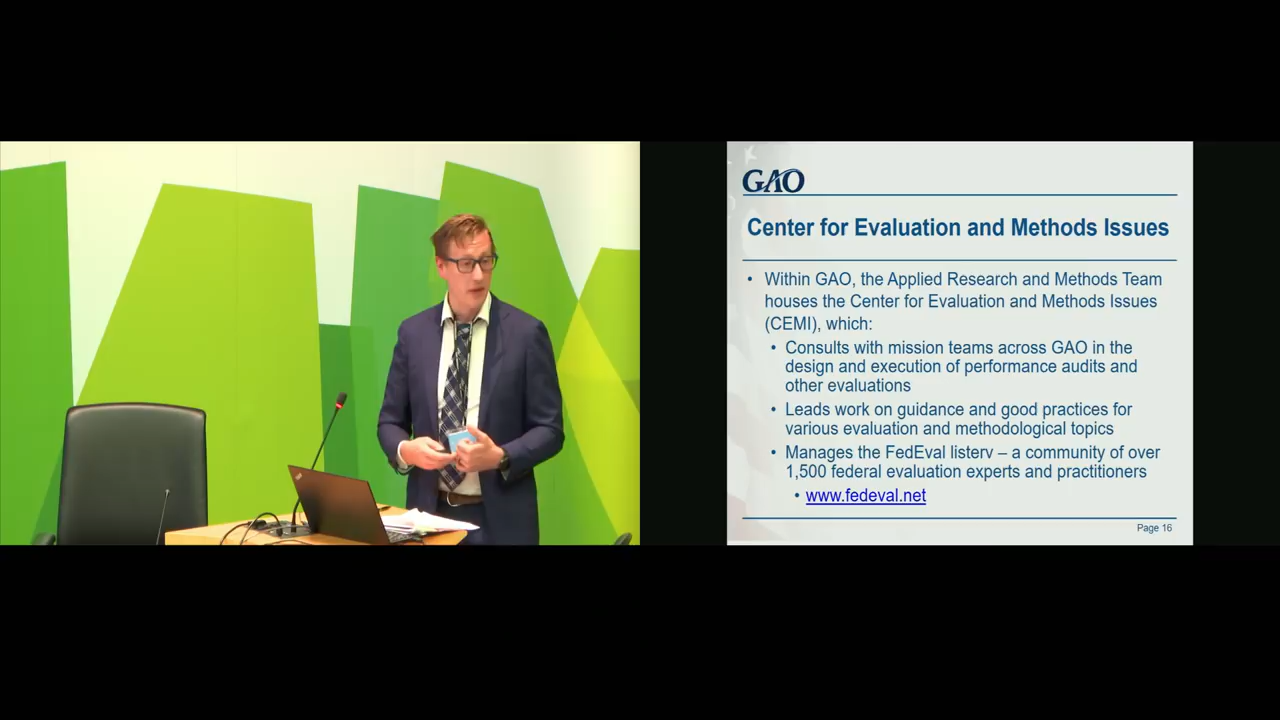 GAO
Center for Evaluation and Methods Issues
• Within GAO, the Applied Research and Methods Team
houses the Center for Evaluation and Methods Issues
(CEMI), which:
• Consults with mission teams across GAO in the
design and execution of performance audits and
other evaluations
• Leads work on guidance and good practices for
various evaluation and methodological topics
• Manages the FedEval listerv – a community of over
1,500 federal evaluation experts and practitioners
• www.fedeval.net
Page 16